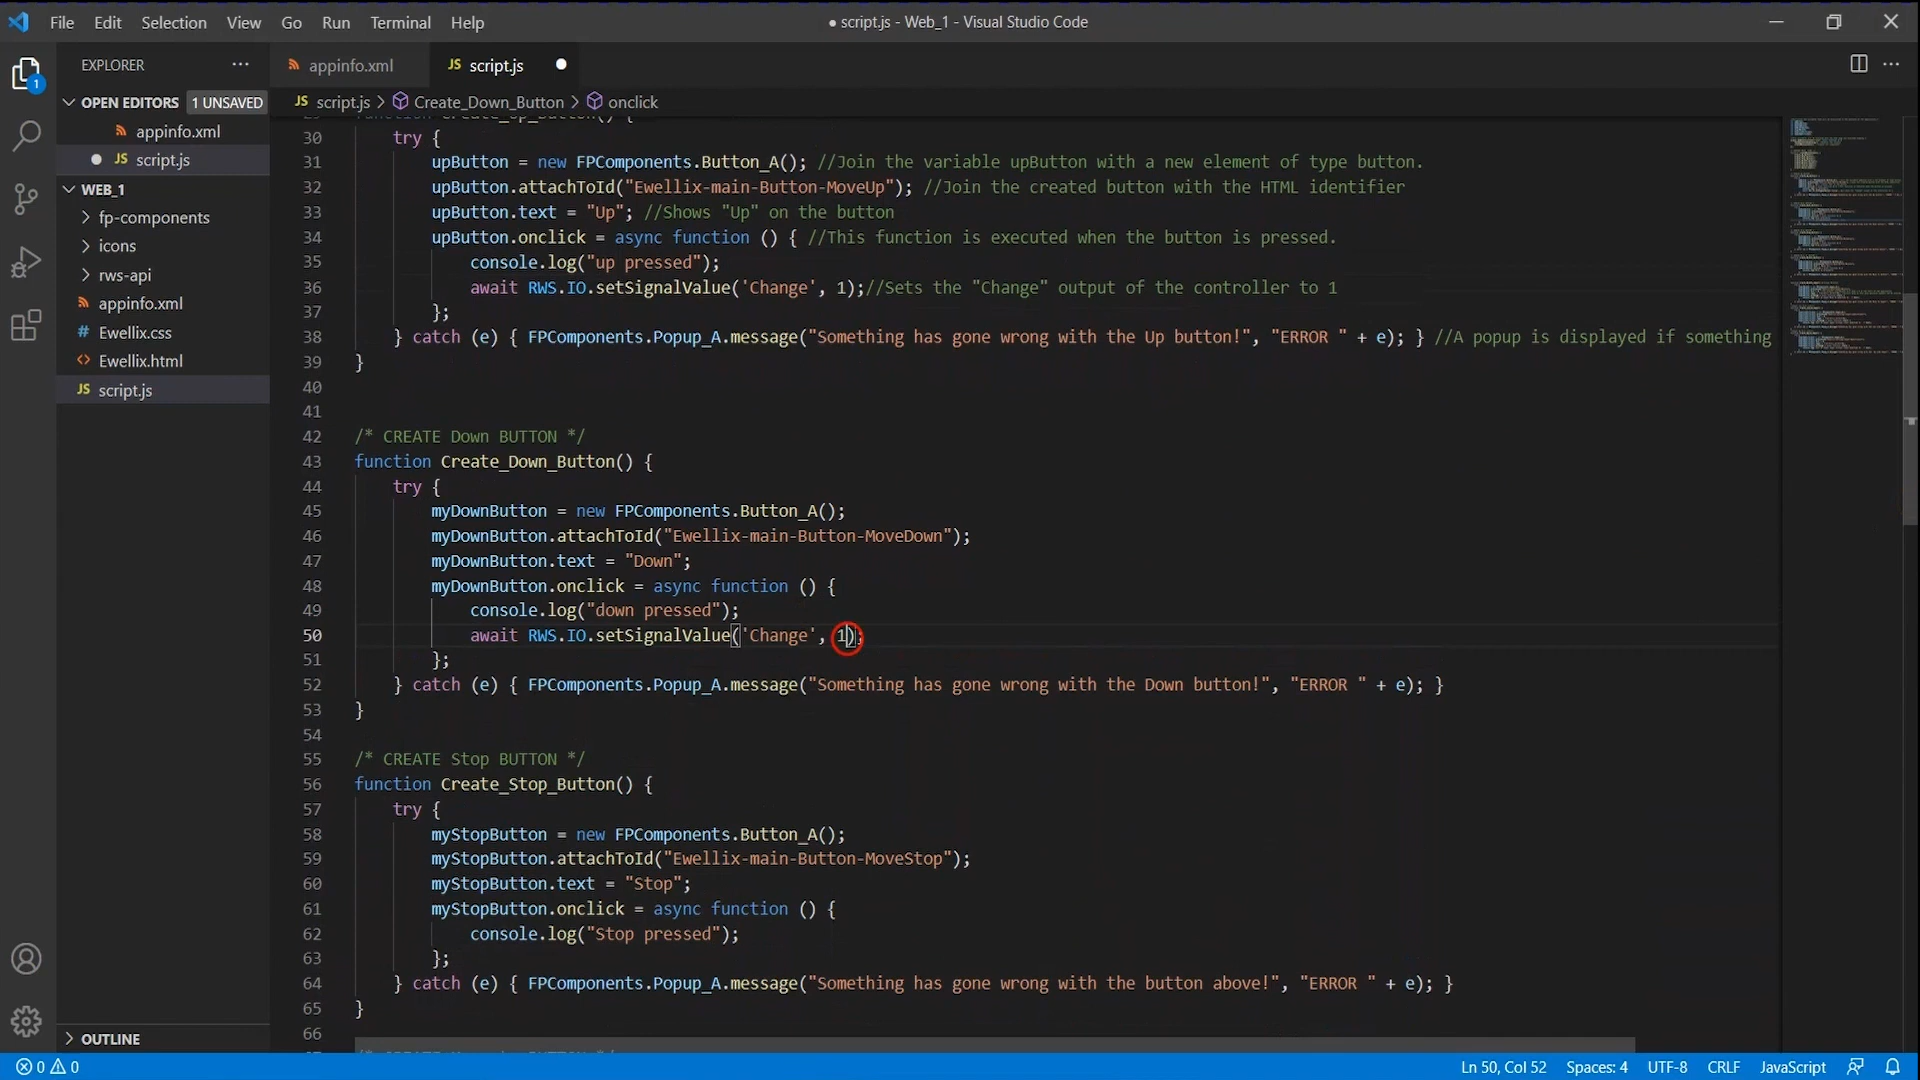 File Edit Selection View Go Run Terminal Help
● script.js - Web_1 - Visual Studio Code
EXPLORER
OPEN EDITORS 1 UNSAVED
appinfo.xml
JS script.js
WEB_1
fp-components
icons
rws-api
appinfo.xml
# Ewellix.css
<> Ewellix.html
JS script.js
OUTLINE
1
appinfo.xml
JS script.js
JS script.js > Create_Down_Button > onclick
30 try {
31 upButton = new FPComponents.Button_A(); //Join the variable upButton with a new element of type button.
32 upButton.attachToId("Ewellix-main-Button-MoveUp"); //Join the created button with the HTML identifier
33 upButton.text = "Up"; //Shows "Up" on the button
34 upButton.onclick = async function () { //This function is executed when the button is pressed.
35 console.log("up pressed");
36 await RWS.IO.setSignalValue('Change', 1);//Sets the "Change" output of the controller to 1
37 };
38 } catch (e) { FPComponents.Popup_A.message("Something has gone wrong with the Up button!", "ERROR " + e); } //A popup is displayed if something
39 }
40
41
42 /* CREATE Down BUTTON */
43 function Create_Down_Button() {
44 try {
45 myDownButton = new FPComponents.Button_A();
46 myDownButton.attachToId("Ewellix-main-Button-MoveDown");
47 myDownButton.text = "Down";
48 myDownButton.onclick = async function () {
49 console.log("down pressed");
50 await RWS.IO.setSignalValue('Change', 1);
51 };
52 } catch (e) { FPComponents.Popup_A.message("Something has gone wrong with the Down button!", "ERROR " + e); }
53 }
54
55 /* CREATE Stop BUTTON */
56 function Create_Stop_Button() {
57 try {
58 myStopButton = new FPComponents.Button_A();
59 myStopButton.attachToId("Ewellix-main-Button-MoveStop");
60 myStopButton.text = "Stop";
61 myStopButton.onclick = async function () {
62 console.log("Stop pressed");
63 };
64 } catch (e) { FPComponents.Popup_A.message("Something has gone wrong with the button above!", "ERROR " + e); }
65 }
66
0 0
Ln 50, Col 52 Spaces: 4 UTF-8 CRLF JavaScript